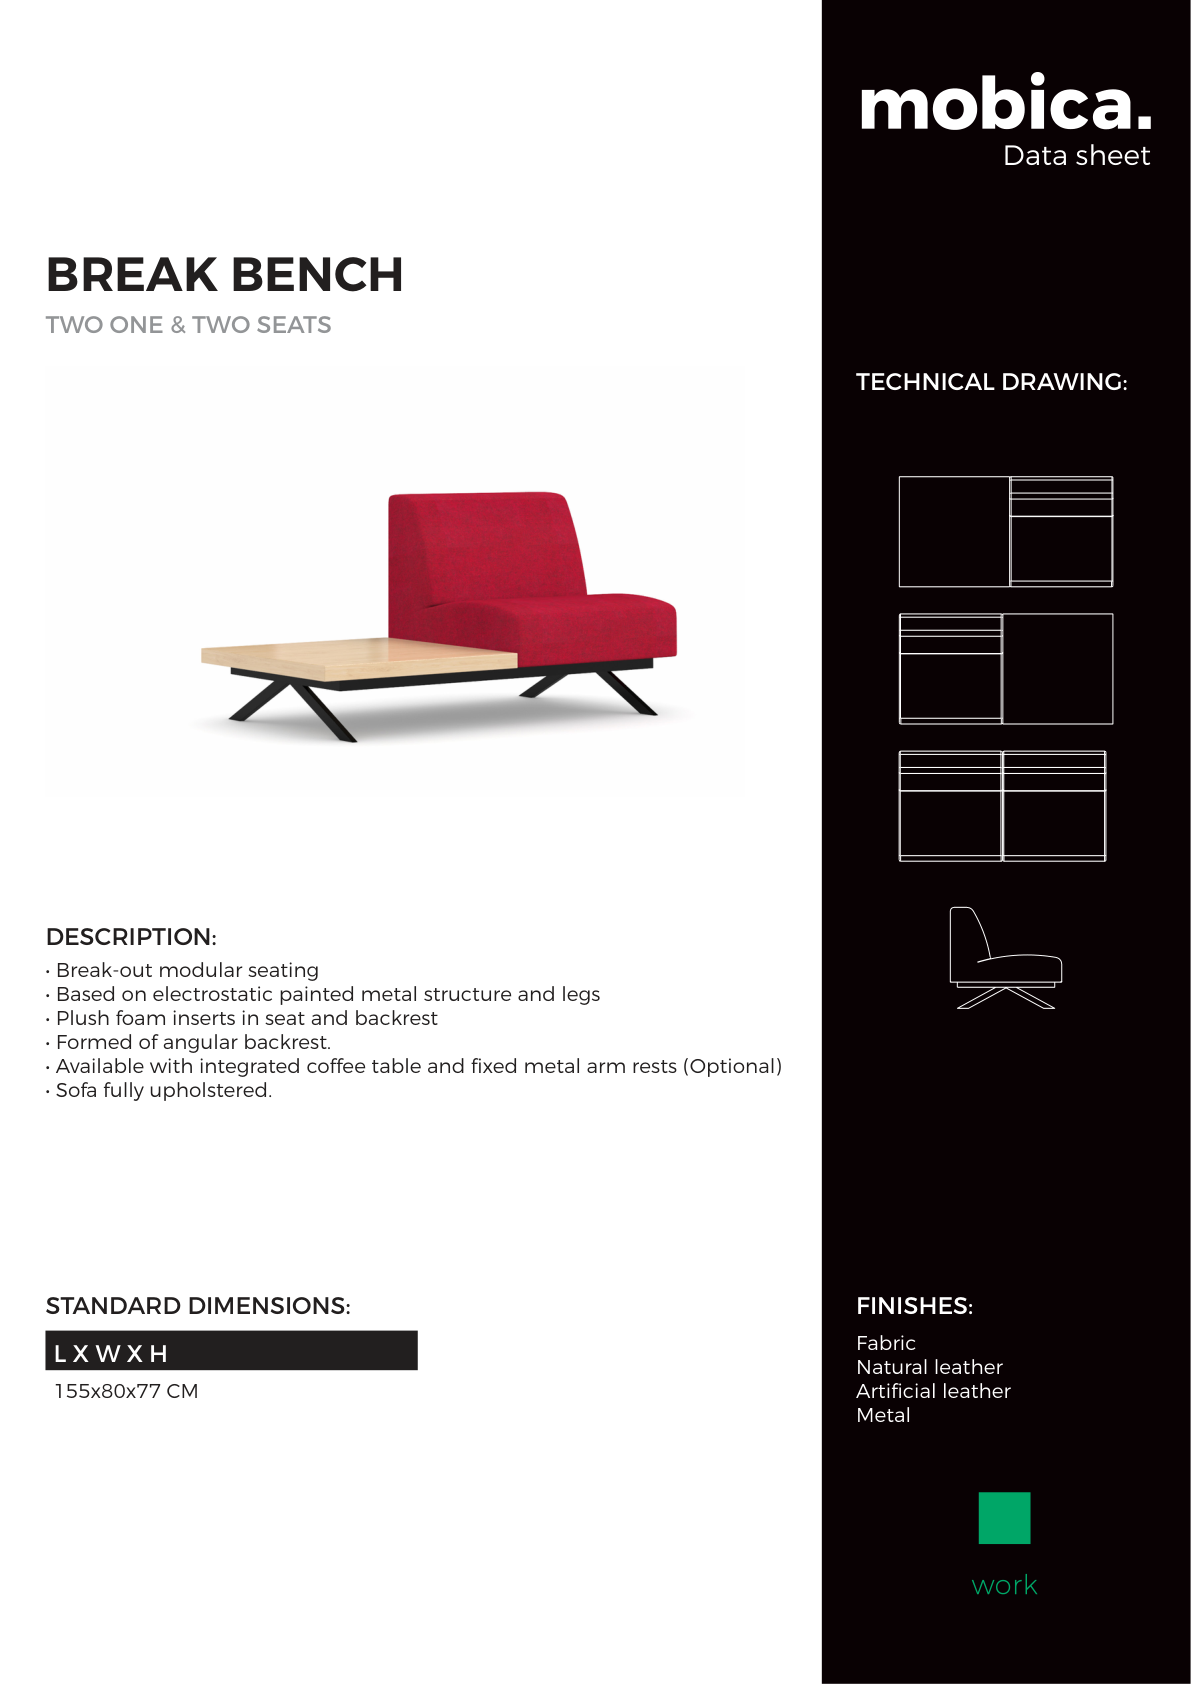 mobica.
Data sheet
BREAK BENCH
TWO ONE & TWO SEATS
TECHNICAL DRAWING:
DESCRIPTION:
• Break-out modular seating
• Based on electrostatic painted metal structure and legs
• Plush foam inserts in seat and backrest
• Formed of angular backrest.
• Available with integrated coffee table and fixed metal arm rests (Optional)
• Sofa fully upholstered.
STANDARD DIMENSIONS:
L X W X H
155x80x77 CM
FINISHES:
Fabric
Natural leather
Artificial leather
Metal
work